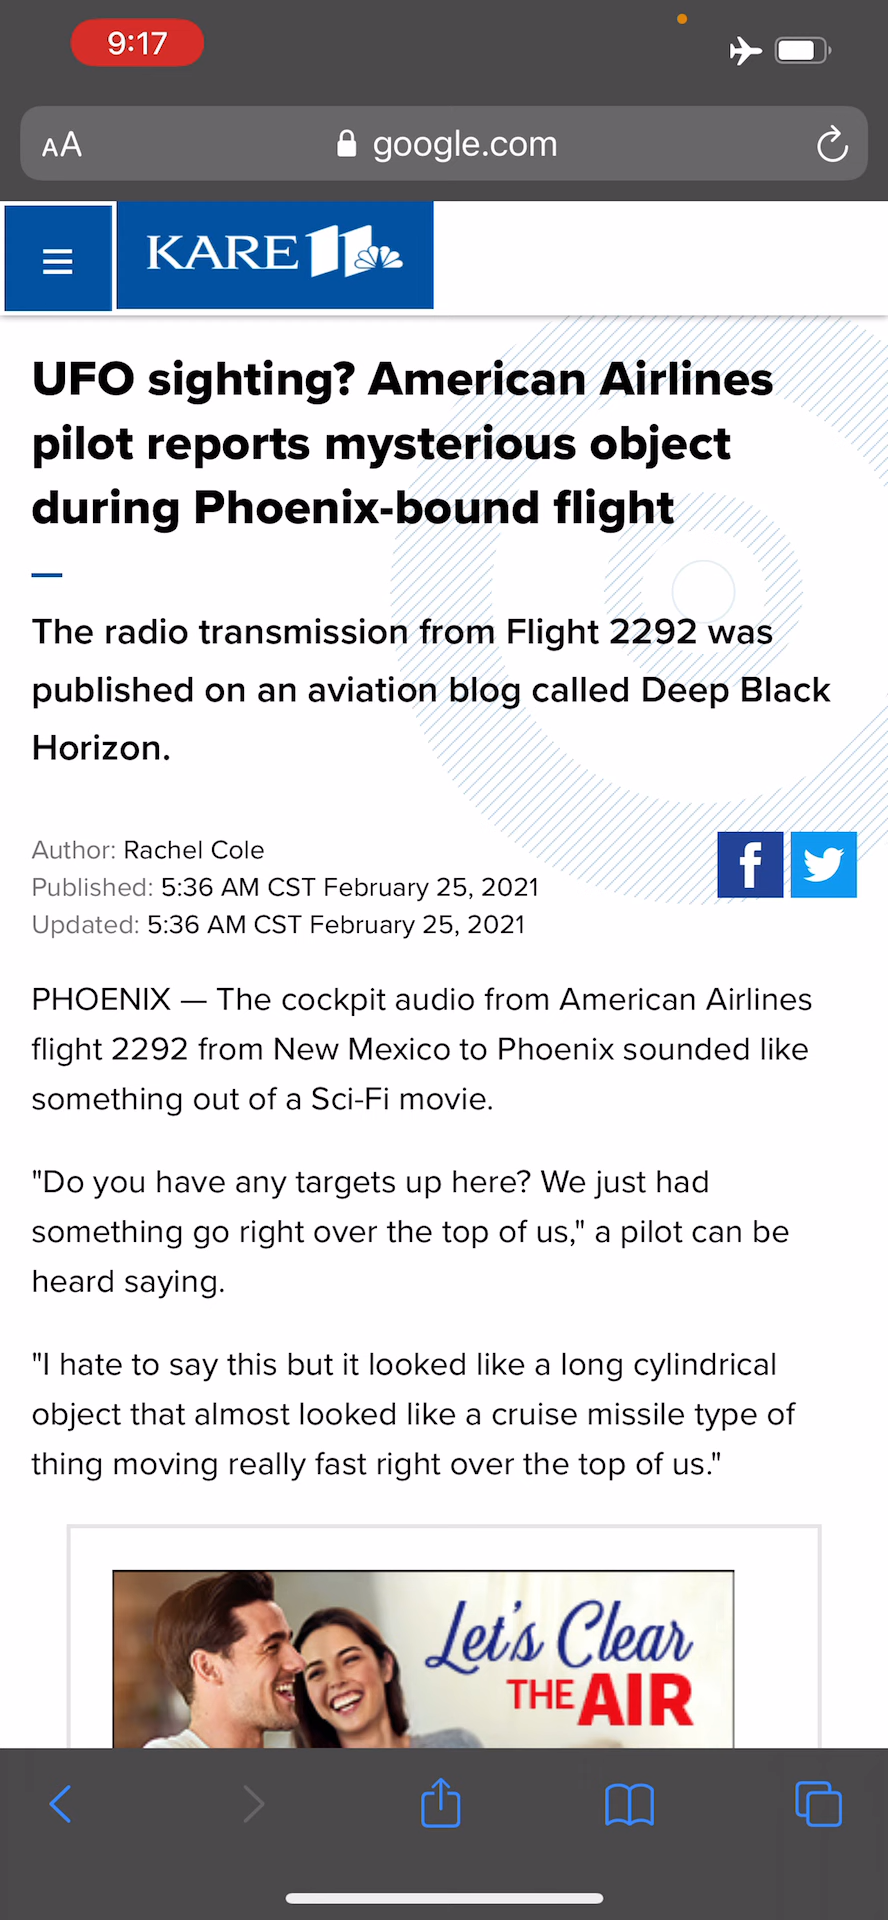 9:17
AA google.com
KARE 11
UFO sighting? American Airlines
pilot reports mysterious object
during Phoenix-bound flight
The radio transmission from Flight 2292 was
published on an aviation blog called Deep Black
Horizon.
Author: Rachel Cole
Published: 5:36 AM CST February 25, 2021
Updated: 5:36 AM CST February 25, 2021
PHOENIX — The cockpit audio from American Airlines
flight 2292 from New Mexico to Phoenix sounded like
something out of a Sci-Fi movie.
"Do you have any targets up here? We just had
something go right over the top of us," a pilot can be
heard saying.
"I hate to say this but it looked like a long cylindrical
object that almost looked like a cruise missile type of
thing moving really fast right over the top of us."
Let's Clear
THE AIR